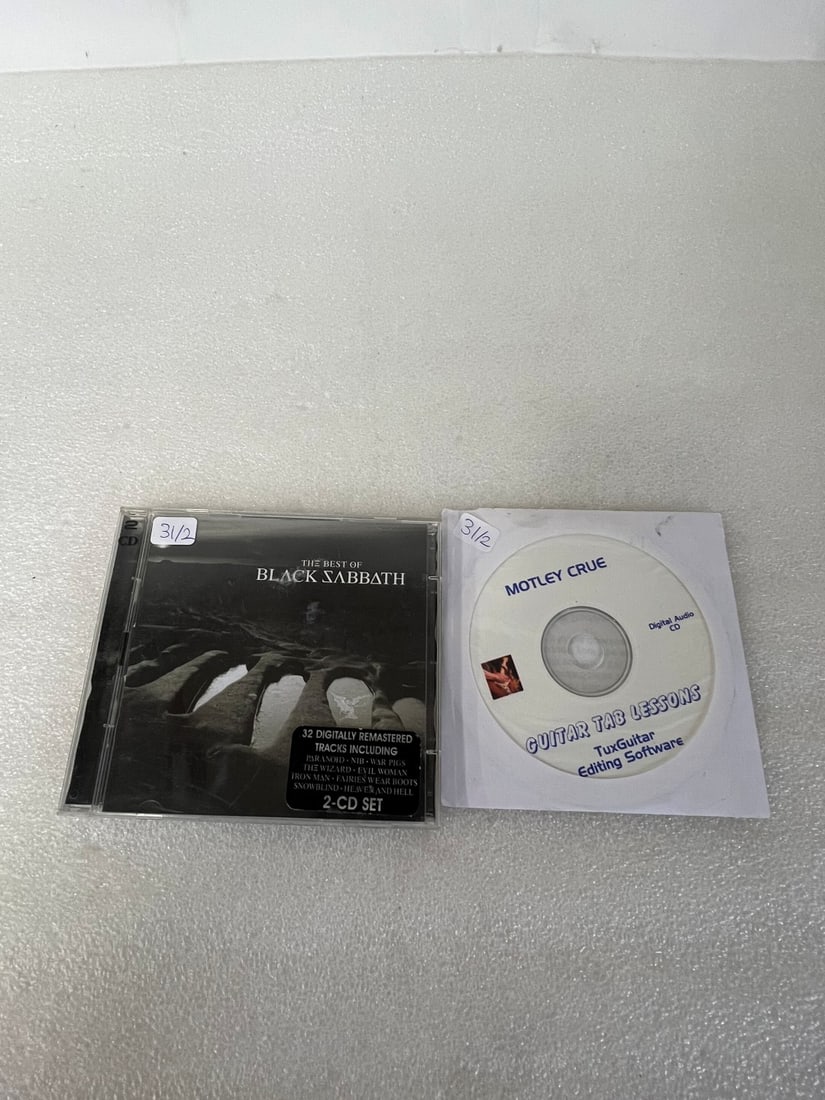 2
CD
31/2
THE BEST OF
BLACK SABBATH
32 DIGITALLY REMASTERED
TRACKS INCLUDING
PARANOID · NIB · WAR PIGS
THE WIZARD · EVIL WOMAN
IRON MAN · FAIRIES WEAR BOOTS
SNOWBLIND · HEAVEN AND HELL
2-CD SET
31/2
MOTLEY CRUE
Digital Audio
CD
GUITAR TAB LESSONS
TuxGuitar
Editing Software